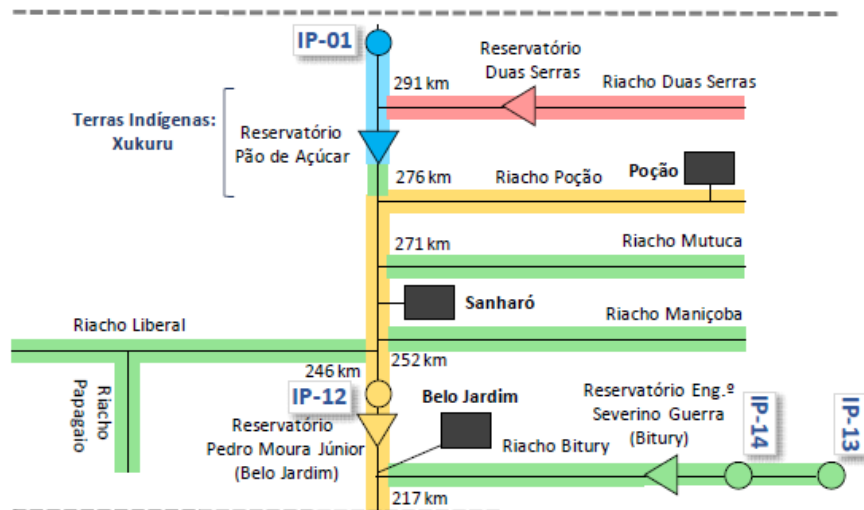 IP-01
Reservatório
Duas Serras
291 km
Riacho Duas Serras
Terras Indígenas:
Xukuru
Reservatório
Pão de Açúcar
276 km
Riacho Poção
Poção
271 km
Riacho Mutuca
Sanharó
Riacho Maniçoba
Riacho Liberal
252 km
246 km
Riacho
Papagaio
IP-12
Belo Jardim
Reservatório Eng.º
Severino Guerra
(Bitury)
IP-14
IP-13
Reservatório
Pedro Moura Júnior
(Belo Jardim)
Riacho Bitury
217 km